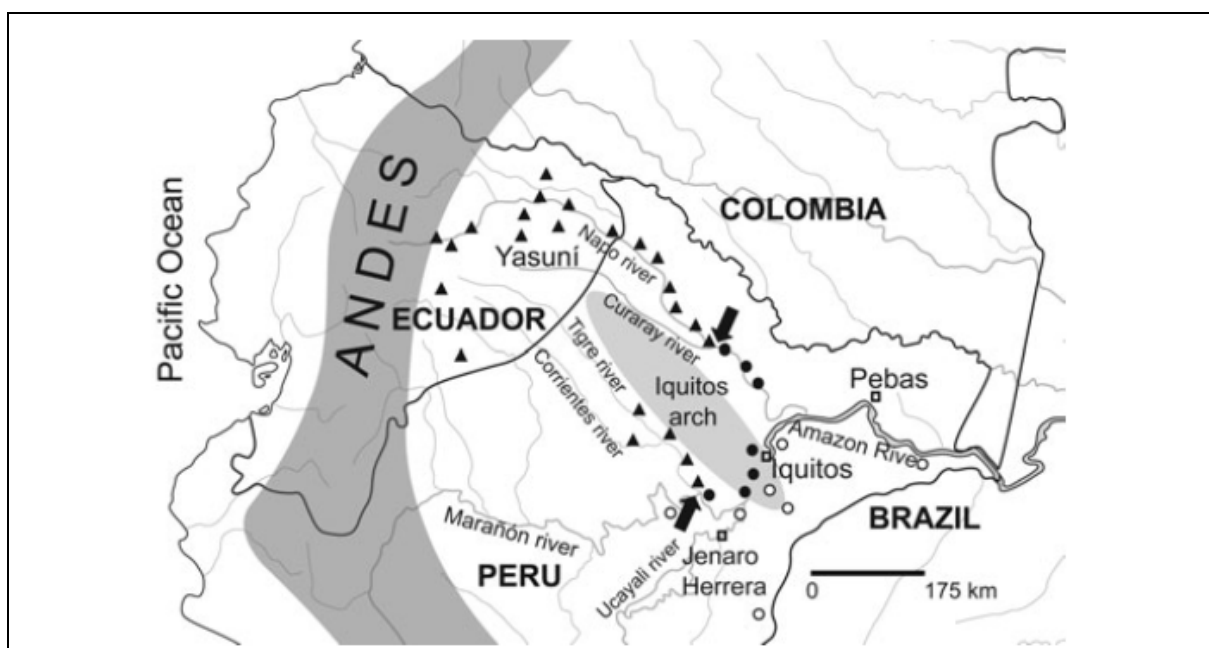 Pacific Ocean
ANDES
ECUADOR
COLOMBIA
Yasuní
Napo river
Curaray river
Tigre river
Corrientes river
Iquitos
arch
Pebas
Amazon River
Iquitos
BRAZIL
Marañón river
PERU
Ucayali river
Jenaro
Herrera
0 175 km